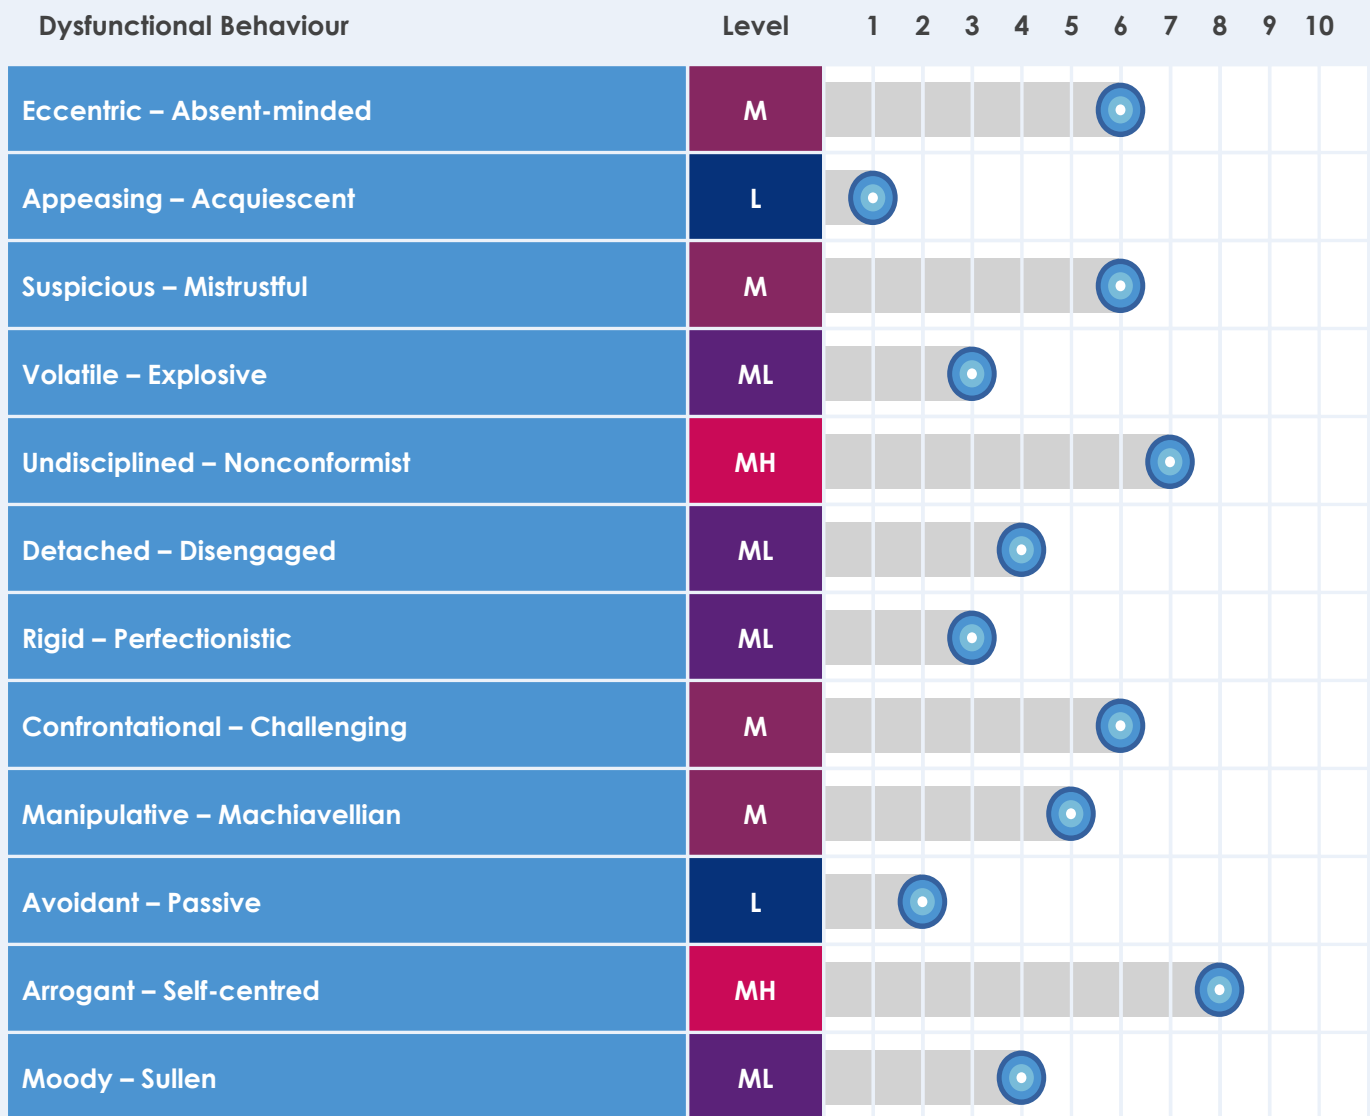 Dysfunctional Behaviour Level 1 2 3 4 5 6 7 8 9 10
Eccentric – Absent-minded M
Appeasing – Acquiescent L
Suspicious – Mistrustful M
Volatile – Explosive ML
Undisciplined – Nonconformist MH
Detached – Disengaged ML
Rigid – Perfectionistic ML
Confrontational – Challenging M
Manipulative – Machiavellian M
Avoidant – Passive L
Arrogant – Self-centred MH
Moody – Sullen ML